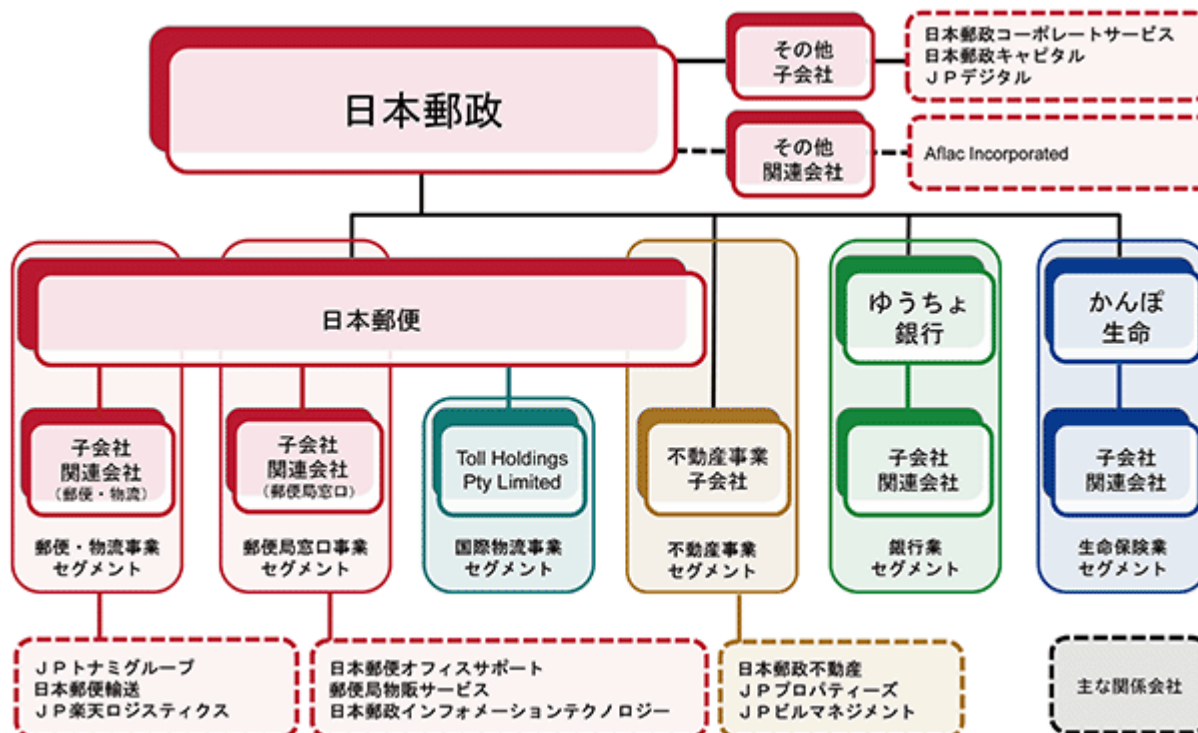 日本郵政
その他
子会社
日本郵政コーポレートサービス
日本郵政キャピタル
ＪＰデジタル
その他
関連会社
Aflac Incorporated
日本郵便
ゆうちょ
銀行
かんぽ
生命
子会社
関連会社
（郵便・物流）
子会社
関連会社
（郵便局窓口）
Toll Holdings
Pty Limited
不動産事業
子会社
子会社
関連会社
子会社
関連会社
郵便・物流事業
セグメント
郵便局窓口事業
セグメント
国際物流事業
セグメント
不動産事業
セグメント
銀行業
セグメント
生命保険業
セグメント
ＪＰトナミグループ
日本郵便輸送
ＪＰ楽天ロジスティクス
日本郵便オフィスサポート
郵便局物販サービス
日本郵政インフォメーションテクノロジー
日本郵政不動産
ＪＰプロパティーズ
ＪＰビルマネジメント
主な関係会社